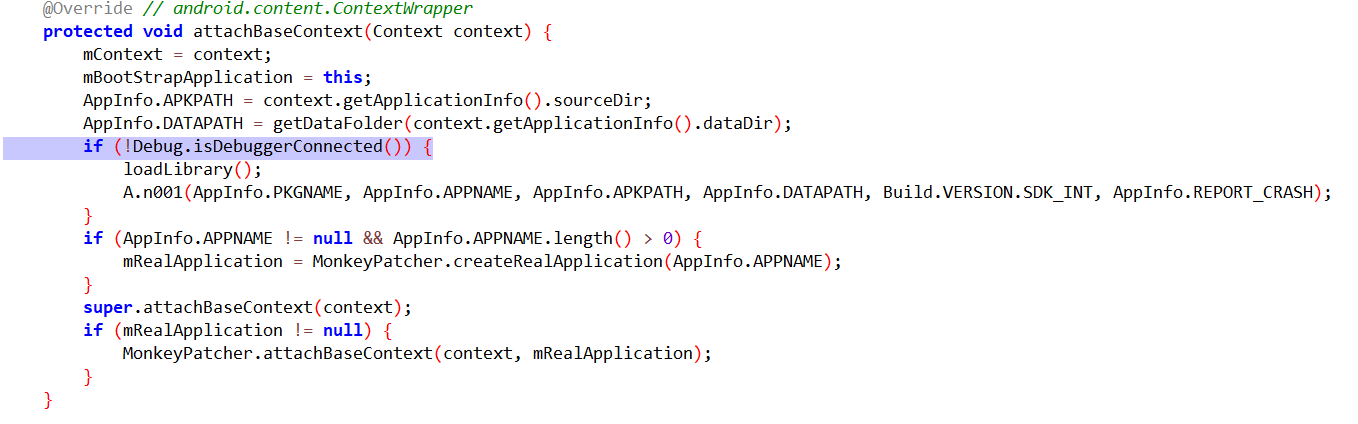 @Override // android.content.ContextWrapper
protected void attachBaseContext(Context context) {
    mContext = context;
    mBootStrapApplication = this;
    AppInfo.APKPATH = context.getApplicationInfo().sourceDir;
    AppInfo.DATAPATH = getDataFolder(context.getApplicationInfo().dataDir);
    if (!Debug.isDebuggerConnected()) {
        loadLibrary();
        A.n001(AppInfo.PKGNAME, AppInfo.APPNAME, AppInfo.APKPATH, AppInfo.DATAPATH, Build.VERSION.SDK_INT, AppInfo.REPORT_CRASH);
    }
    if (AppInfo.APPNAME != null && AppInfo.APPNAME.length() > 0) {
        mRealApplication = MonkeyPatcher.createRealApplication(AppInfo.APPNAME);
    }
    super.attachBaseContext(context);
    if (mRealApplication != null) {
        MonkeyPatcher.attachBaseContext(context, mRealApplication);
    }
}